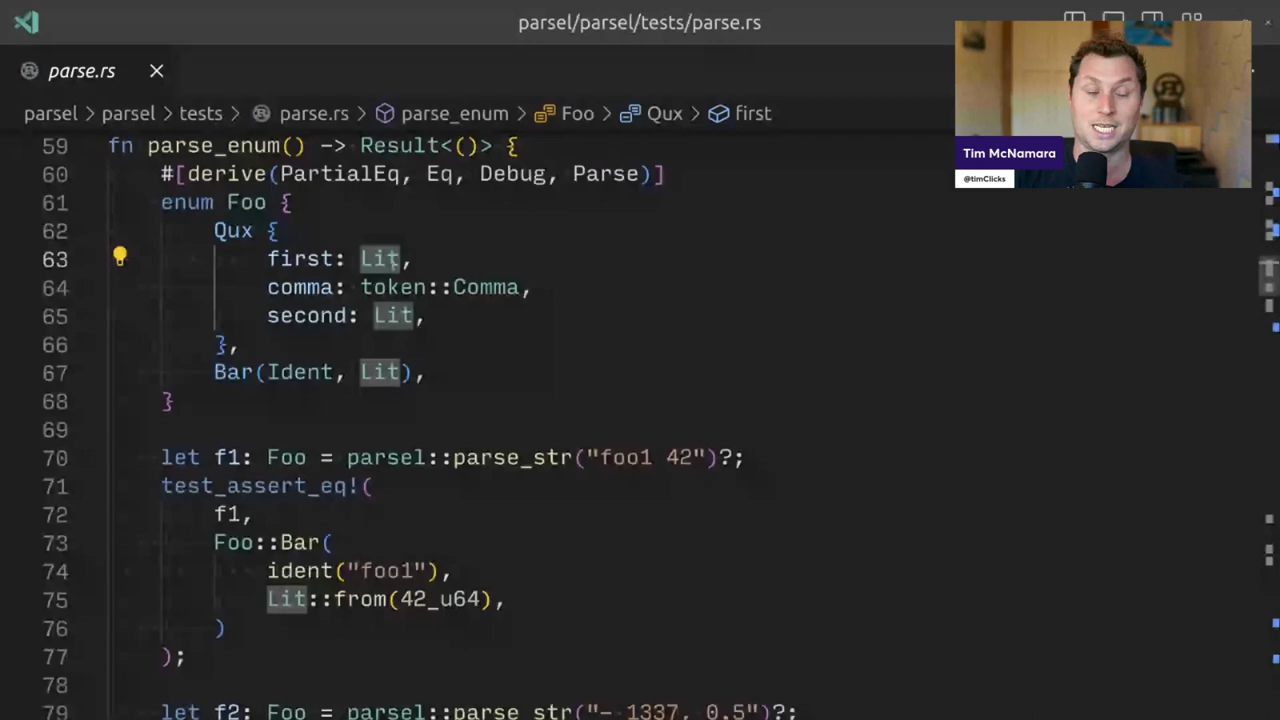 parsel/parsel/tests/parse.rs
parse.rs
parsel > parsel > tests > parse.rs > parse_enum > Foo > Qux > first
Tim McNamara
@timClicks
59 fn parse_enum() -> Result<()> {
60 #[derive(PartialEq, Eq, Debug, Parse)]
61 enum Foo {
62 Qux {
63 first: Lit,
64 comma: token::Comma,
65 second: Lit,
66 },
67 Bar(Ident, Lit),
68 }
69
70 let f1: Foo = parsel::parse_str("foo1 42")?;
71 test_assert_eq!(
72 f1,
73 Foo::Bar(
74 ident("foo1"),
75 Lit::from(42_u64),
76 )
77 );
78
79 let f2: Foo = parsel::parse_str("- 1337, 0.5")?;